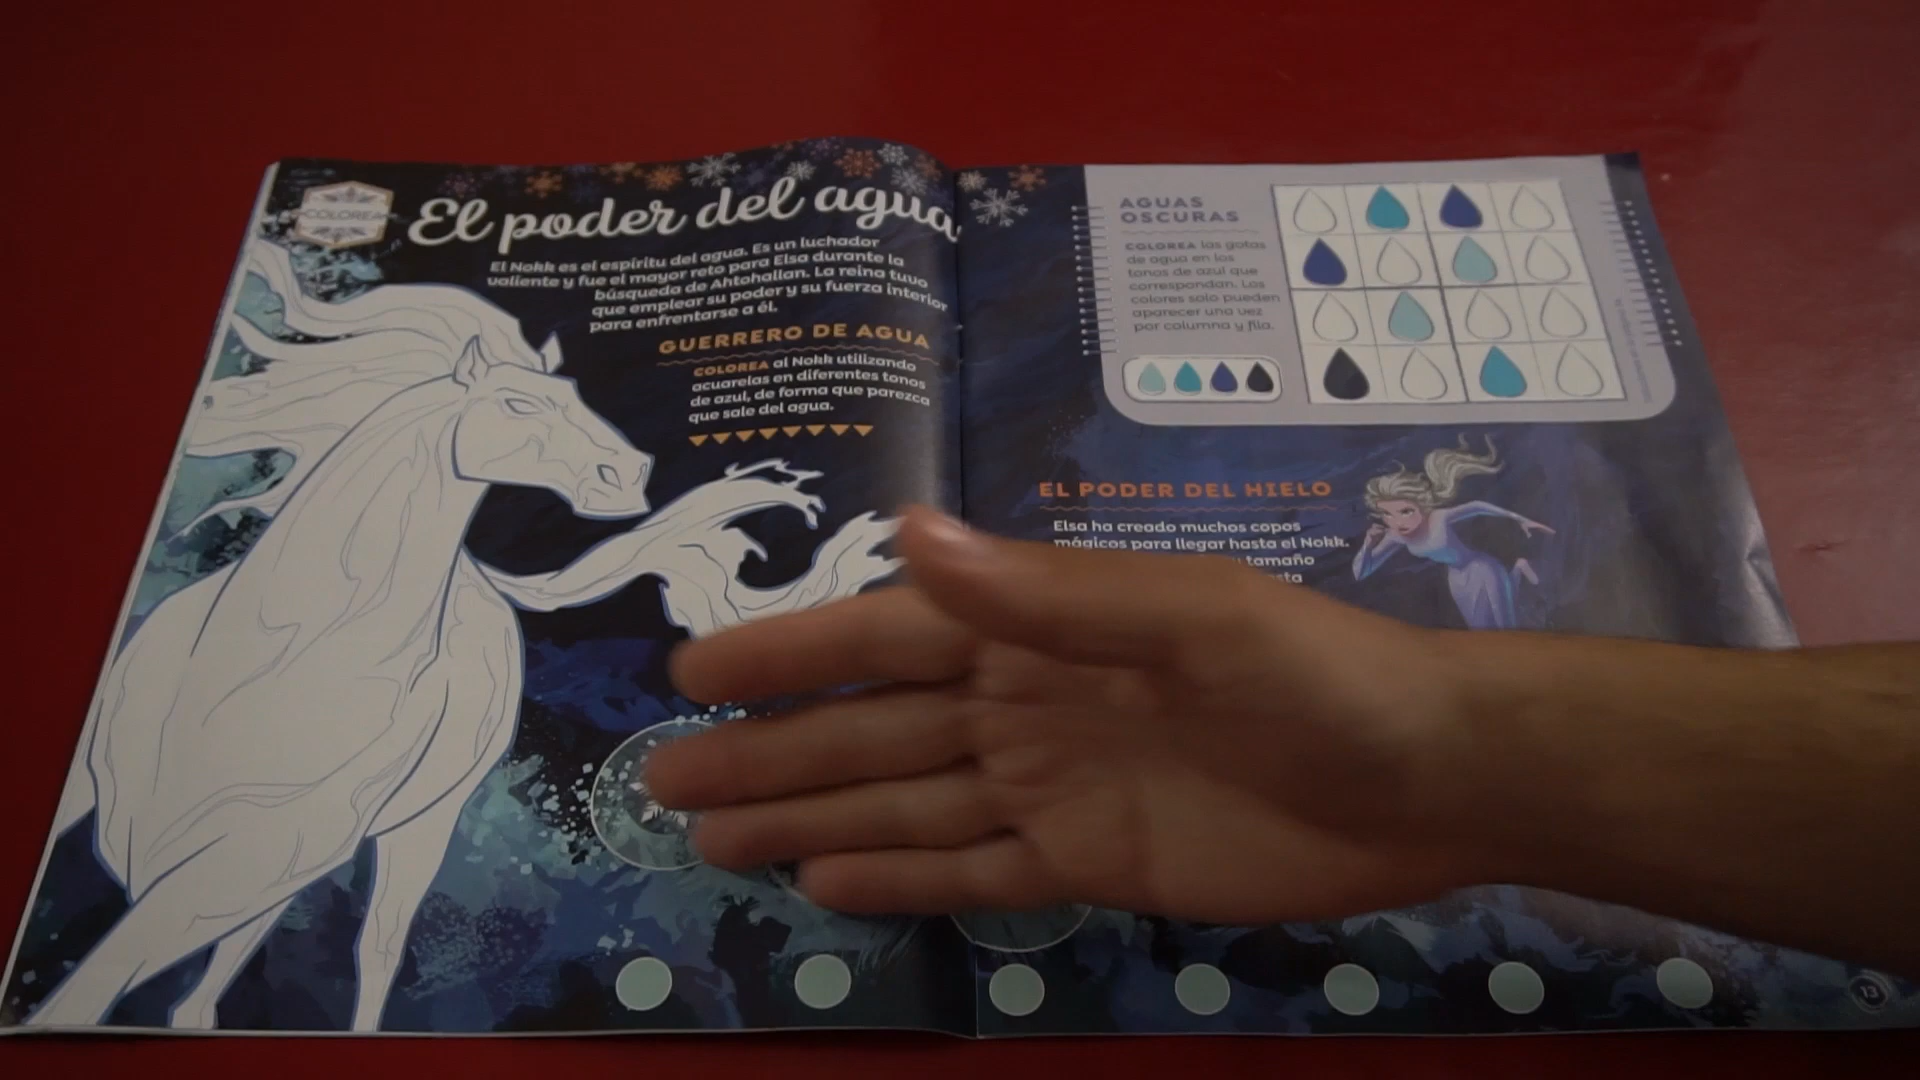 COLOREA
El poder del agua
El Nokk es el espíritu del agua. Es un luchador
valiente y fue el mayor reto para Elsa durante la
búsqueda de Ahtohallan. La reina tuvo
que emplear su poder y su fuerza interior
para enfrentarse a él.
GUERRERO DE AGUA
COLOREA al Nokk utilizando
acuarelas en diferentes tonos
de azul, de forma que parezca
que sale del agua.
AGUAS
OSCURAS
COLOREA las gotas
de agua en los
tonos de azul que
correspondan. Los
colores solo pueden
aparecer una vez
por columna y fila.
EL PODER DEL HIELO
Elsa ha creado muchos copos
mágicos para llegar hasta el Nokk.
tamaño
13